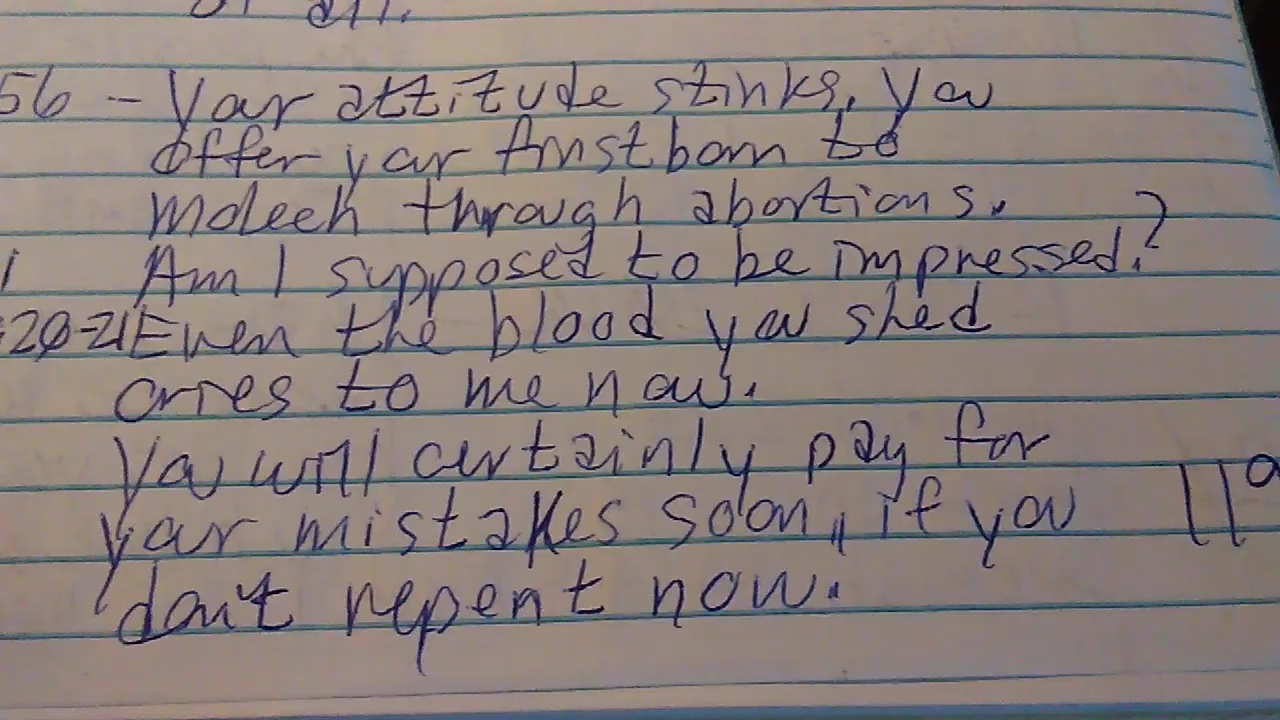 of all.
56 - Your attitude stinks, you
offer your firstborn to
Molech through abortions.
Am I supposed to be impressed?
:20-21 Even the blood you shed
cries to me now.
You will certainly pay for
your mistakes soon, if you
don't repent now.